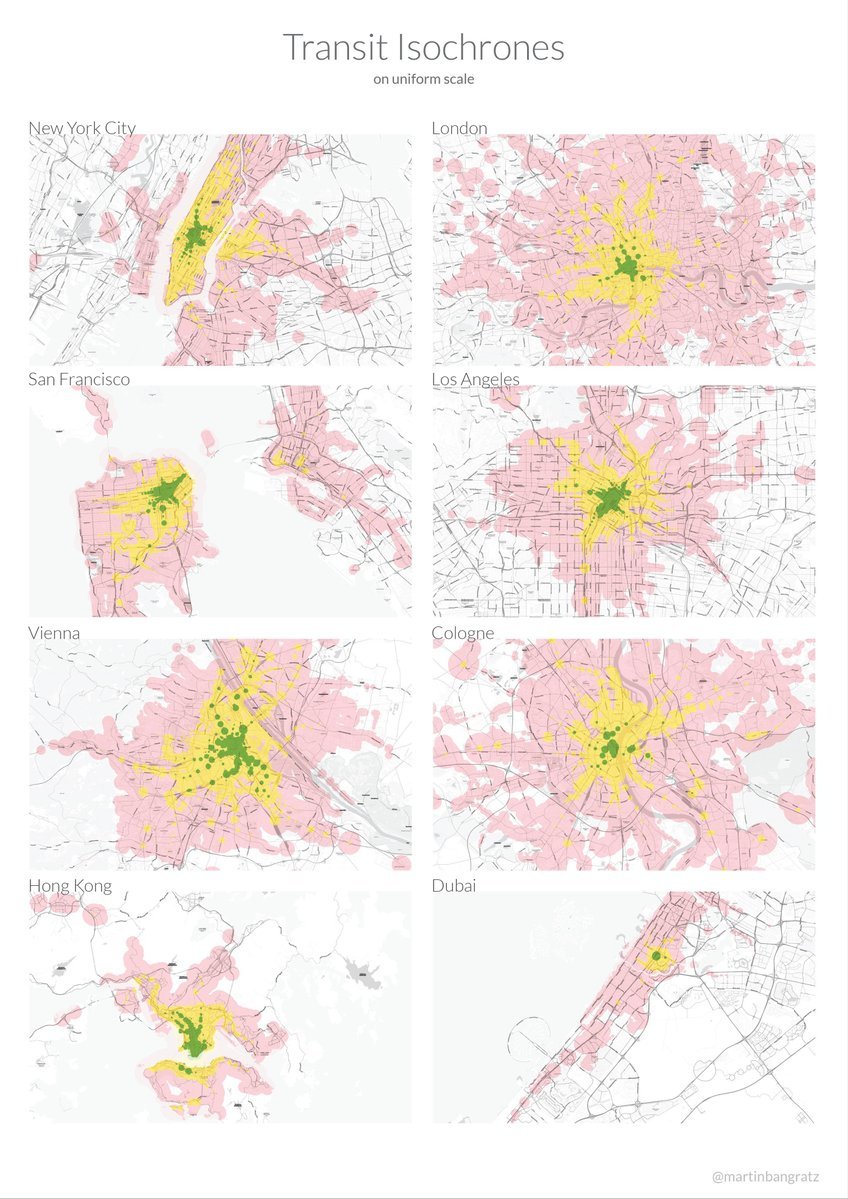 Transit Isochrones
on uniform scale
New York City
London
San Francisco
Los Angeles
Vienna
Cologne
Hong Kong
Dubai
@martinbangratz